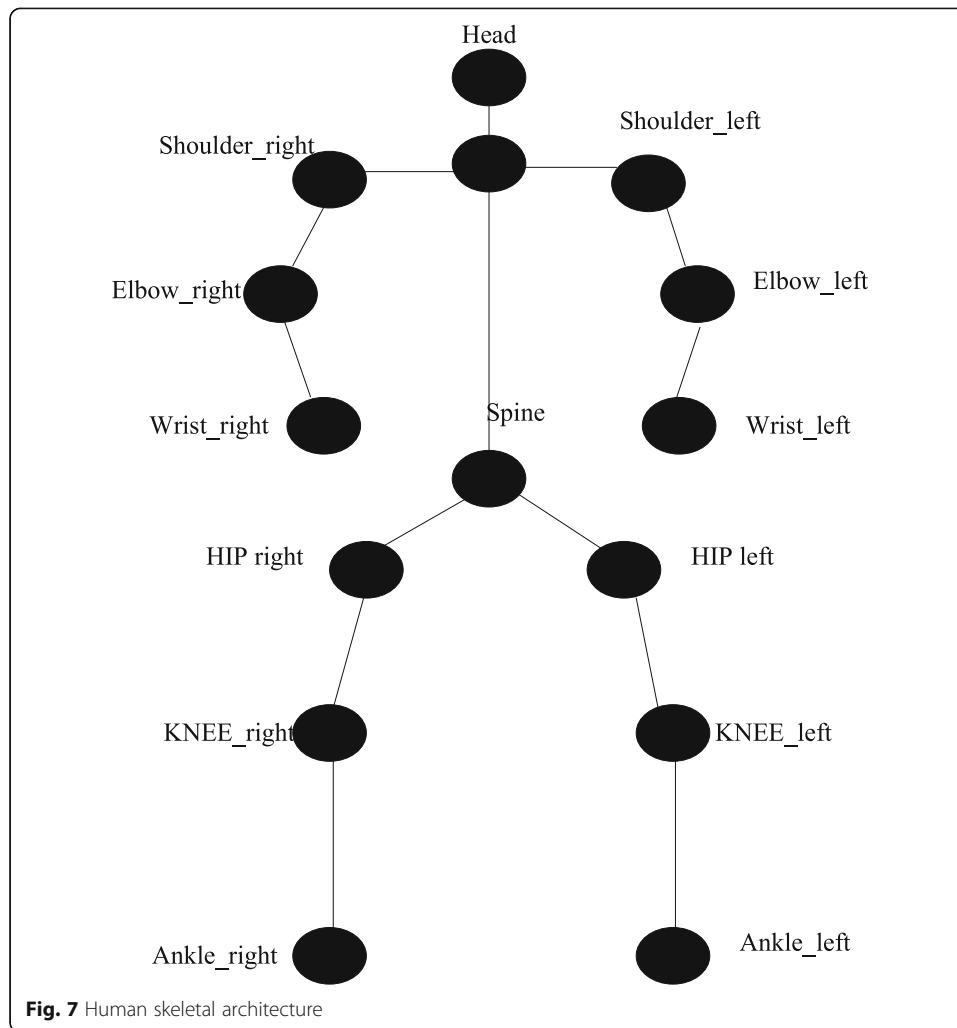 Head
Shoulder_left
Shoulder_right
Elbow_left
Elbow_right
Spine
Wrist_right
Wrist_left
HIP right
HIP left
KNEE_right
KNEE_left
Ankle_right
Ankle_left
Fig. 7 Human skeletal architecture